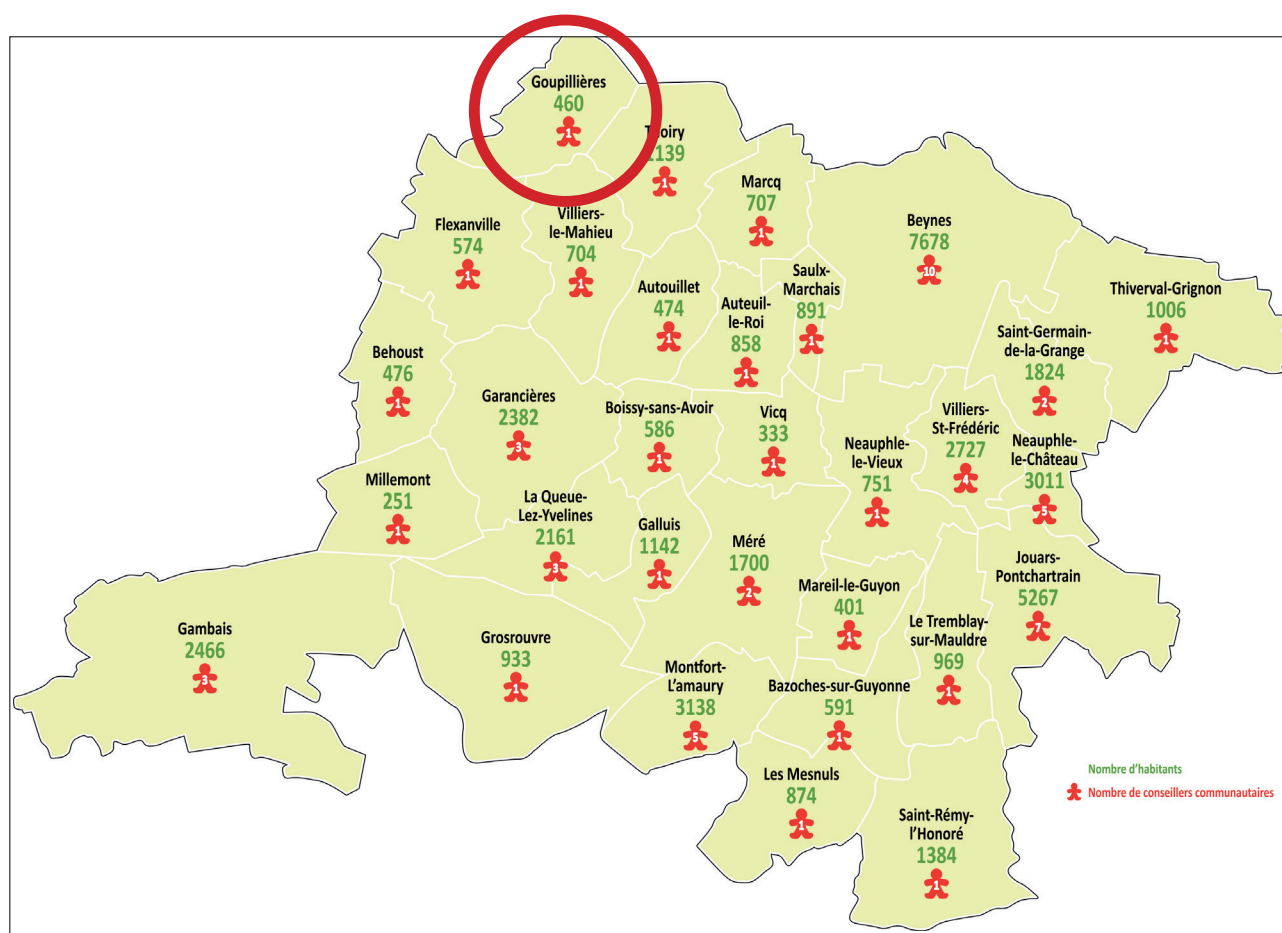 Goupillières
460
1
1
Marcq
707
1
Beynes
7678
10
Flexanville
574
1
Villiers-
le-Mahieu
704
1
Autouillet
474
1
Auteuil
-le-Roi
858
1
Saulx-
Marchais
891
1
Thiverval-Grignon
1006
1
Saint-Germain-
de-la-Grange
1824
2
Behoust
476
1
Garancières
2382
3
Boissy-sans-Avoir
586
1
Vicq
333
1
Neauphle-
le-Vieux
751
1
Villiers-
St-Frédéric
2727
4
Neauphle-
le-Château
3011
5
Millemont
251
1
La Queue-
Lez-Yvelines
2161
3
Galluis
1142
1
Méré
1700
2
Mareil-le-Guyon
401
1
Jouars-
Pontchartrain
5267
7
Gambais
2466
3
Grosrouvre
933
1
Montfort-
L'amaury
3138
5
Bazoches-sur-Guyonne
591
1
Le Tremblay
-sur-Mauldre
969
1
Les Mesnuls
874
1
Saint-Rémy-
l'Honoré
1384
1
Nombre d'habitants
Nombre de conseillers communautaires